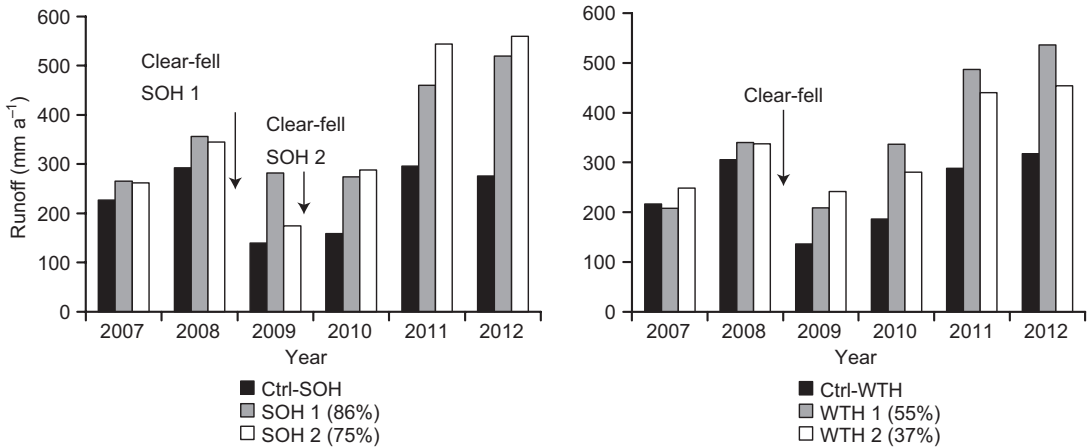 600
500
400
300
200
100
0
Runoff (mm a⁻¹)
Clear-fell
SOH 1
Clear-fell
SOH 2
2007 2008 2009 2010 2011 2012
Year
Ctrl-SOH
SOH 1 (86%)
SOH 2 (75%)
600
500
400
300
200
100
0
Clear-fell
2007 2008 2009 2010 2011 2012
Year
Ctrl-WTH
WTH 1 (55%)
WTH 2 (37%)